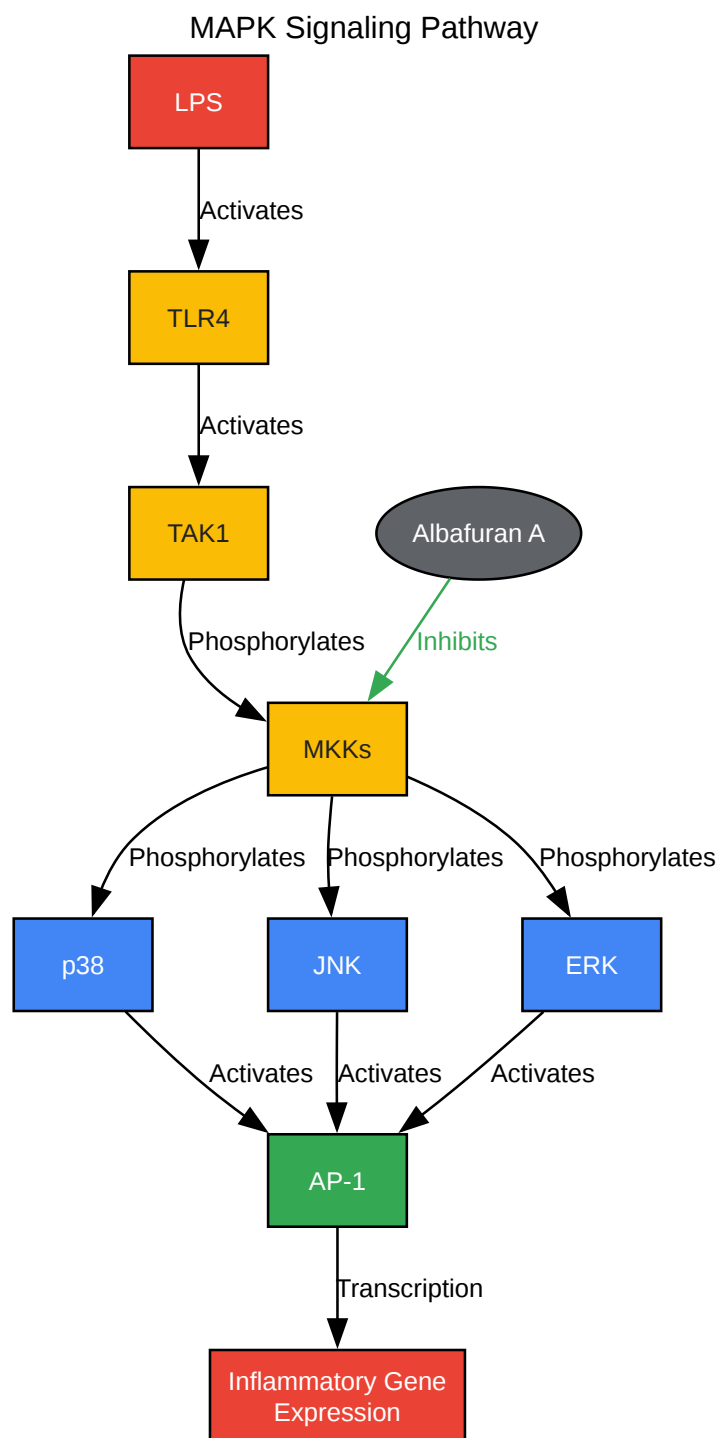 MAPK Signaling Pathway
LPS
Activates
TLR4
Activates
TAK1
Albafuran A
Phosphorylates
Inhibits
MKKs
Phosphorylates
Phosphorylates
Phosphorylates
p38
JNK
ERK
Activates
Activates
Activates
AP-1
Transcription
Inflammatory Gene
Expression